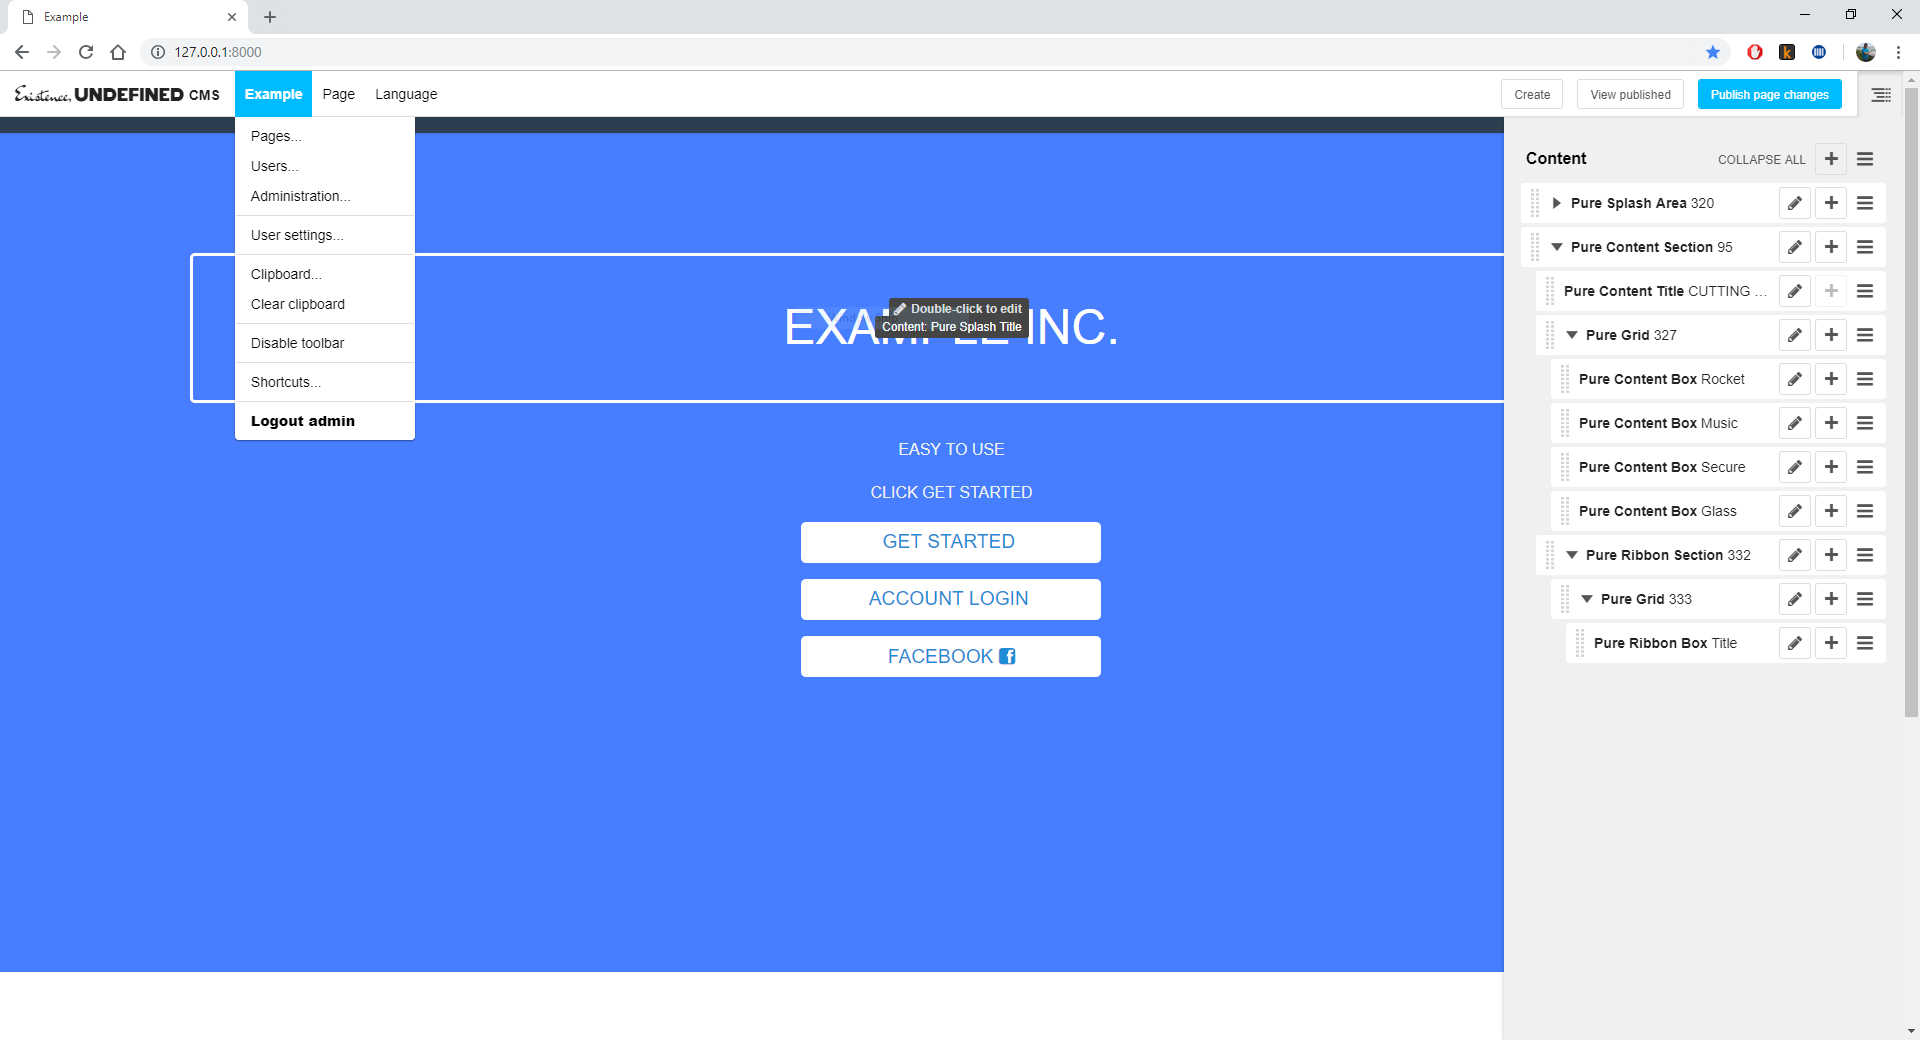 Example
127.0.0.1:8000
Existence, UNDEFINED CMS
Example
Page
Language
Create
View published
Publish page changes
Pages...
Users...
Administration...
User settings...
Clipboard...
Clear clipboard
Disable toolbar
Shortcuts...
Logout admin
EXAMPLE INC.
Double-click to edit
Content: Pure Splash Title
EASY TO USE
CLICK GET STARTED
GET STARTED
ACCOUNT LOGIN
FACEBOOK
Content
COLLAPSE ALL
Pure Splash Area 320
Pure Content Section 95
Pure Content Title CUTTING ...
Pure Grid 327
Pure Content Box Rocket
Pure Content Box Music
Pure Content Box Secure
Pure Content Box Glass
Pure Ribbon Section 332
Pure Grid 333
Pure Ribbon Box Title